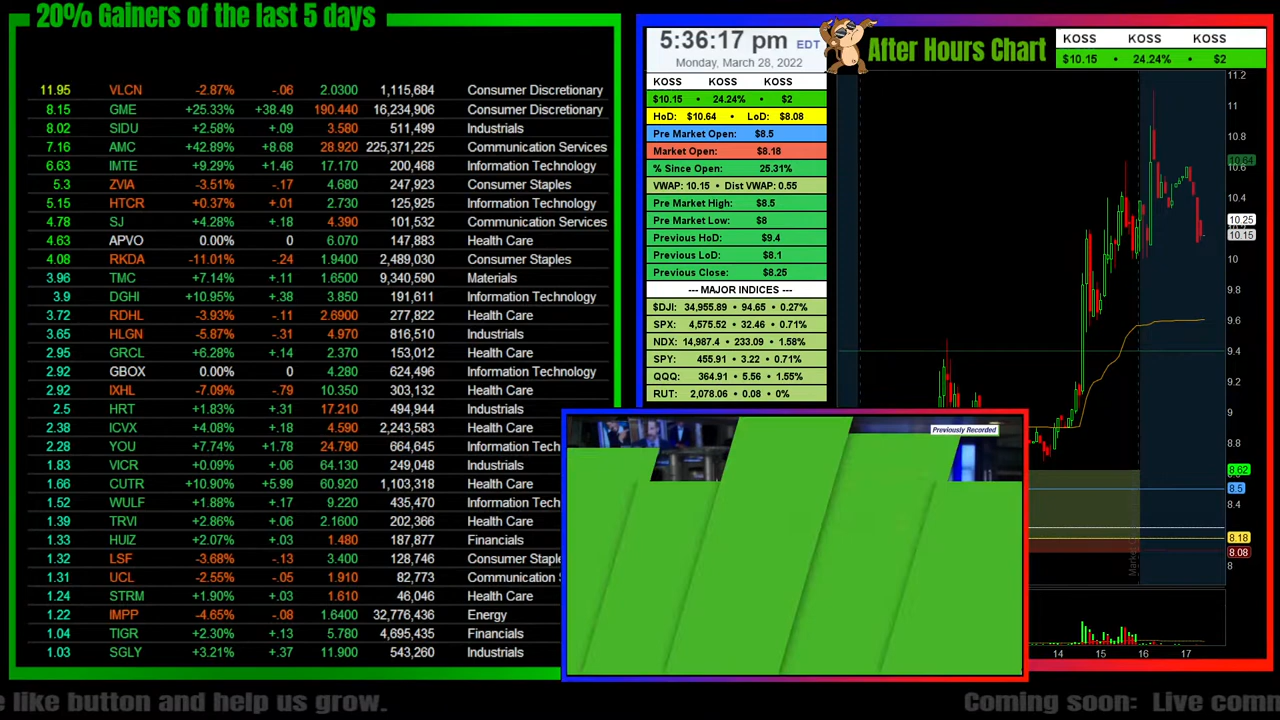 20% Gainers of the last 5 days
11.95 VLCN -2.87% -.06 2.0300 1,115,684 Consumer Discretionary
8.15 GME +25.33% +38.49 190.440 16,234,906 Consumer Discretionary
8.02 SIDU +2.58% +.09 3.580 511,499 Industrials
7.16 AMC +42.89% +8.68 28.920 225,371,225 Communication Services
6.63 IMTE +9.29% +1.46 17.170 200,468 Information Technology
5.3 ZVIA -3.51% -.17 4.680 247,923 Consumer Staples
5.15 HTCR +0.37% +.01 2.730 125,925 Information Technology
4.78 SJ +4.28% +.18 4.390 101,532 Communication Services
4.63 APVO 0.00% 0 6.070 147,883 Health Care
4.08 RKDA -11.01% -.24 1.9400 2,489,030 Consumer Staples
3.96 TMC +7.14% +.11 1.6500 9,340,590 Materials
3.9 DGHI +10.95% +.38 3.850 191,611 Information Technology
3.72 RDHL -3.93% -.11 2.6900 277,822 Health Care
3.65 HLGN -5.87% -.31 4.970 816,510 Industrials
2.95 GRCL +6.28% +.14 2.370 153,012 Health Care
2.92 GBOX 0.00% 0 4.280 624,496 Information Technology
2.92 IXHL -7.09% -.79 10.350 303,132 Health Care
2.5 HRT +1.83% +.31 17.210 494,944 Industrials
2.38 ICVX +4.08% +.18 4.590 2,243,583 Health Care
2.28 YOU +7.74% +1.78 24.790 664,645 Information Tech
1.83 VICR +0.09% +.06 64.130 249,048 Industrials
1.66 CUTR +10.90% +5.99 60.920 1,103,318 Health Care
1.52 WULF +1.88% +.17 9.220 435,470 Information Tech
1.39 TRVI +2.86% +.06 2.1600 202,366 Health Care
1.33 HUIZ +2.07% +.03 1.480 187,877 Financials
1.32 LSF -3.68% -.13 3.400 128,746 Consumer Staple
1.31 UCL -2.55% -.05 1.910 82,773 Communication
1.24 STRM +1.90% +.03 1.610 46,046 Health Care
1.22 IMPP -4.65% -.08 1.6400 32,776,436 Energy
1.04 TIGR +2.30% +.13 5.780 4,695,435 Financials
1.03 SGLY +3.21% +.37 11.900 543,260 Industrials
5:36:17 pm EDT
Monday, March 28, 2022
KOSS KOSS KOSS
$10.15 • 24.24% • $2
HoD: $10.64 • LoD: $8.08
Pre Market Open: $8.5
Market Open: $8.18
% Since Open: 25.31%
VWAP: 10.15 • Dist VWAP: 0.55
Pre Market High: $8.5
Pre Market Low: $8
Previous HoD: $9.4
Previous LoD: $8.1
Previous Close: $8.25
--- MAJOR INDICES ---
$DJI: 34,955.89 • 94.65 • 0.27%
SPX: 4,575.52 • 32.46 • 0.71%
NDX: 14,987.4 • 233.09 • 1.58%
SPY: 455.91 • 3.22 • 0.71%
QQQ: 364.91 • 5.56 • 1.55%
RUT: 2,078.06 • 0.08 • 0%
After Hours Chart
KOSS KOSS KOSS
$10.15 • 24.24% • $2
11.2
11
10.8
10.64
10.6
10.4
10.25
10.15
10
9.8
9.6
9.4
9.2
9
8.8
8.62
8.5
8.4
8.18
8.08
8
14 15 16 17
Previously Recorded
e like button and help us grow.
Coming soon: Live comm